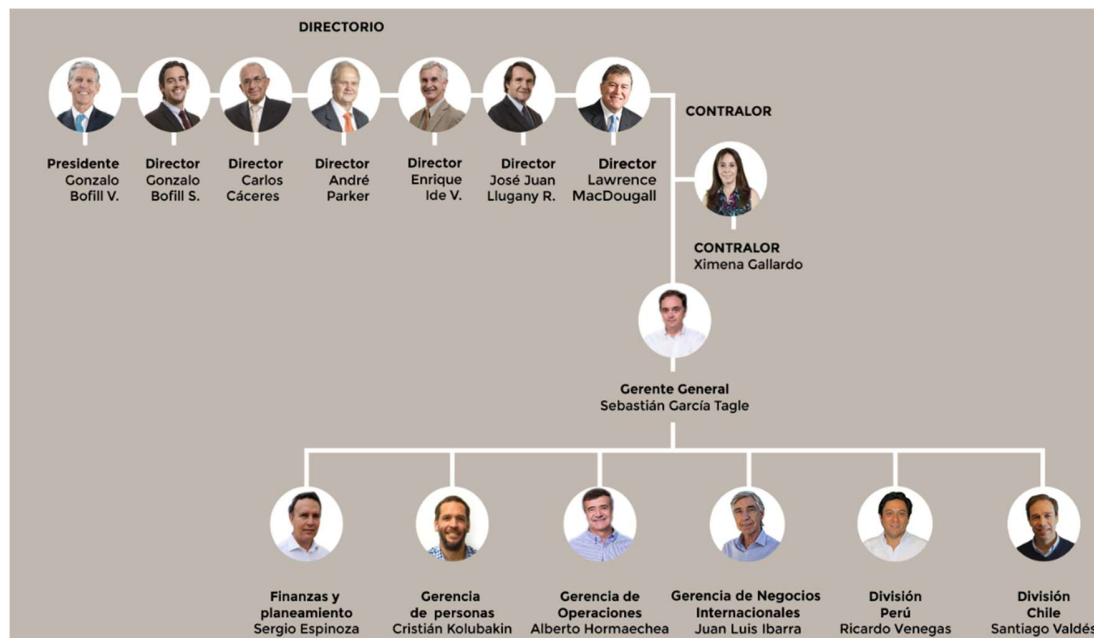 DIRECTORIO
Presidente
Gonzalo
Bofill V.
Director
Gonzalo
Bofill S.
Director
Carlos
Cáceres
Director
André
Parker
Director
Enrique
Ide V.
Director
José Juan
Llugany R.
Director
Lawrence
MacDougall
CONTRALOR
CONTRALOR
Ximena Gallardo
Gerente General
Sebastián García Tagle
Finanzas y
planeamiento
Sergio Espinoza
Gerencia
de personas
Cristián Kolubakin
Gerencia de
Operaciones
Alberto Hormaechea
Gerencia de Negocios
Internacionales
Juan Luis Ibarra
División
Perú
Ricardo Venegas
División
Chile
Santiago Valdés